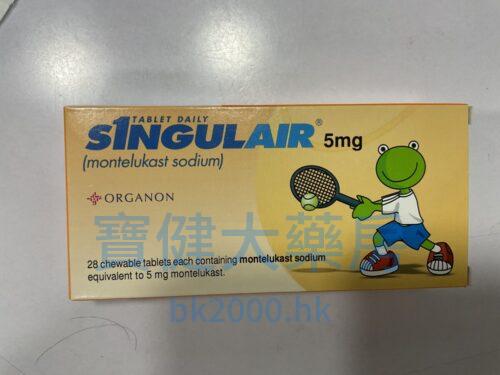 TABLET DAILY
S1NGULAIR® 5mg
(montelukast sodium)
ORGANON
寶健大藥房
28 chewable tablets each containing montelukast sodium
equivalent to 5 mg montelukast.
bk2000.hk